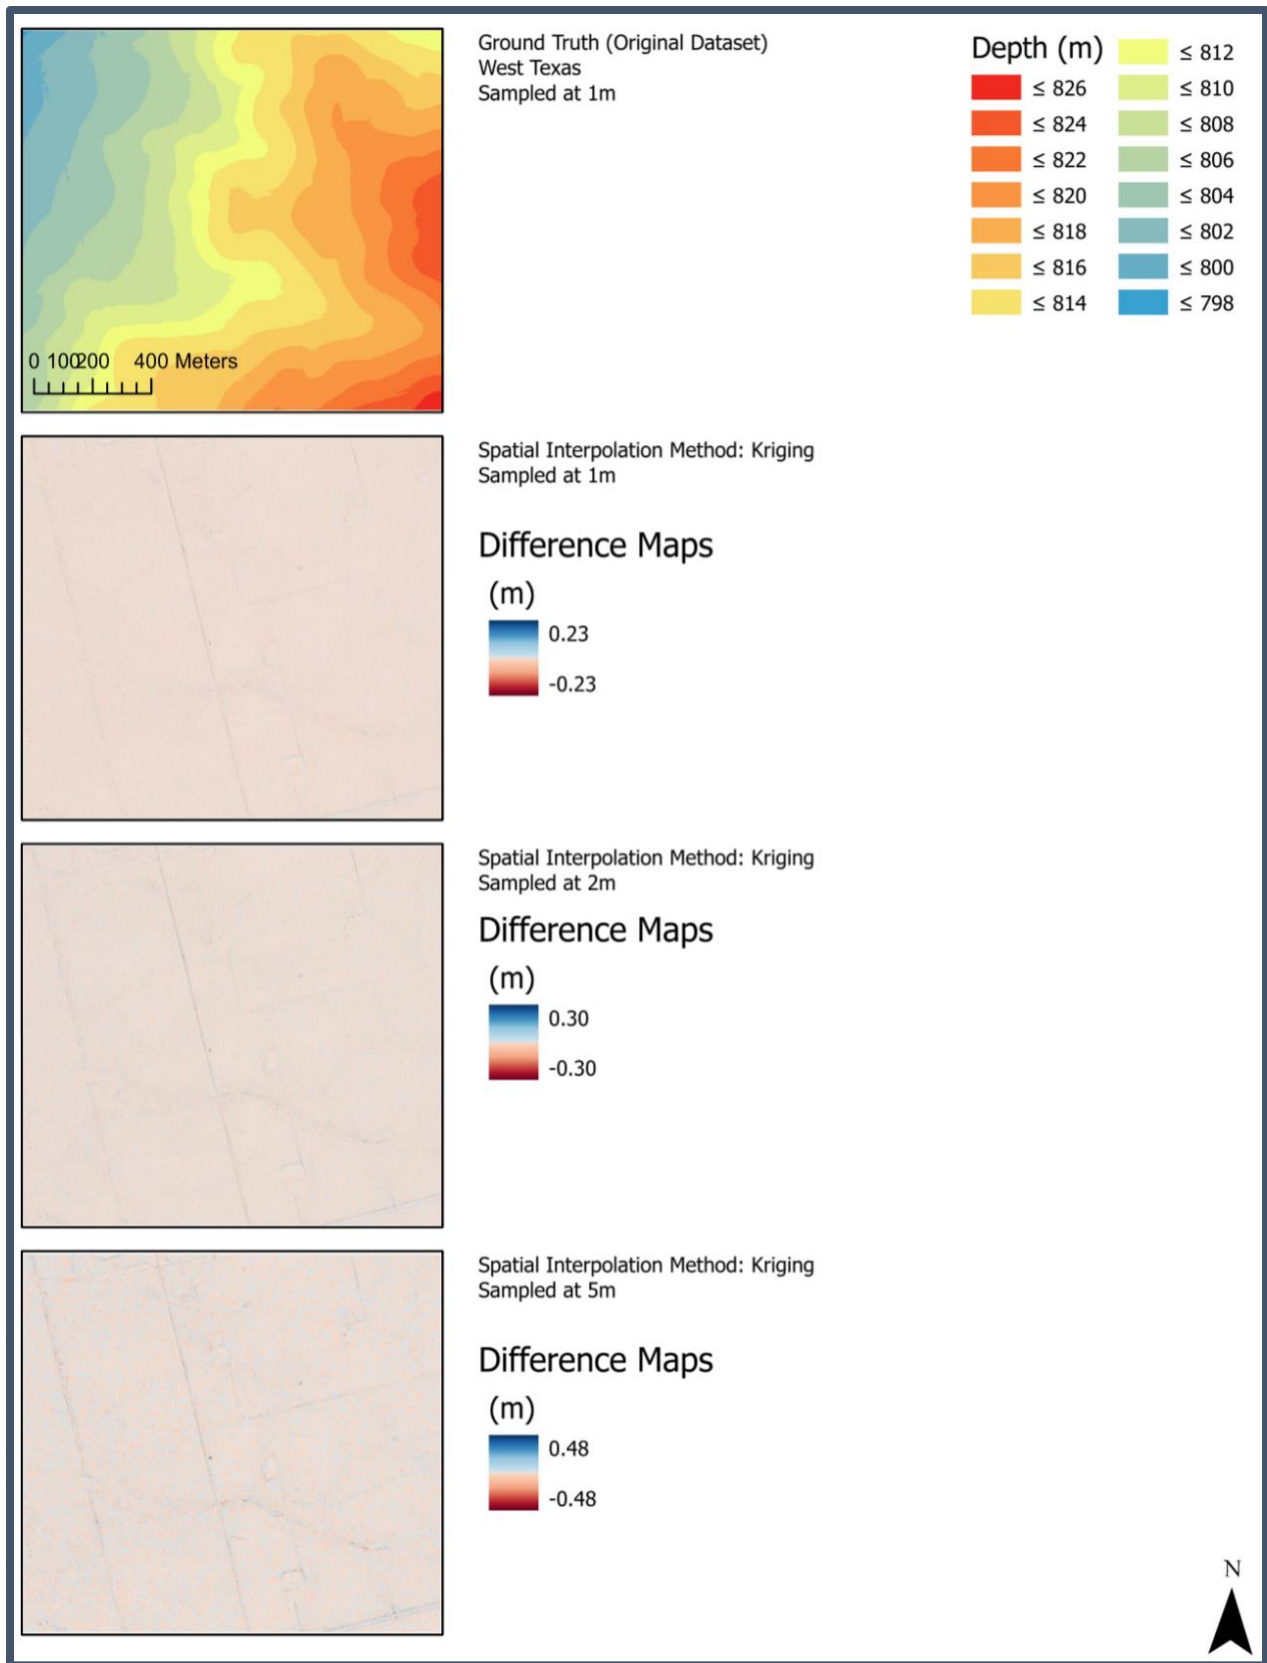 Ground Truth (Original Dataset)
West Texas
Sampled at 1m
Depth (m)
≤ 826
≤ 824
≤ 822
≤ 820
≤ 818
≤ 816
≤ 814
≤ 812
≤ 810
≤ 808
≤ 806
≤ 804
≤ 802
≤ 800
≤ 798
0 100 200 400 Meters
Spatial Interpolation Method: Kriging
Sampled at 1m
Difference Maps
(m)
0.23
-0.23
Spatial Interpolation Method: Kriging
Sampled at 2m
Difference Maps
(m)
0.30
-0.30
Spatial Interpolation Method: Kriging
Sampled at 5m
Difference Maps
(m)
0.48
-0.48
N